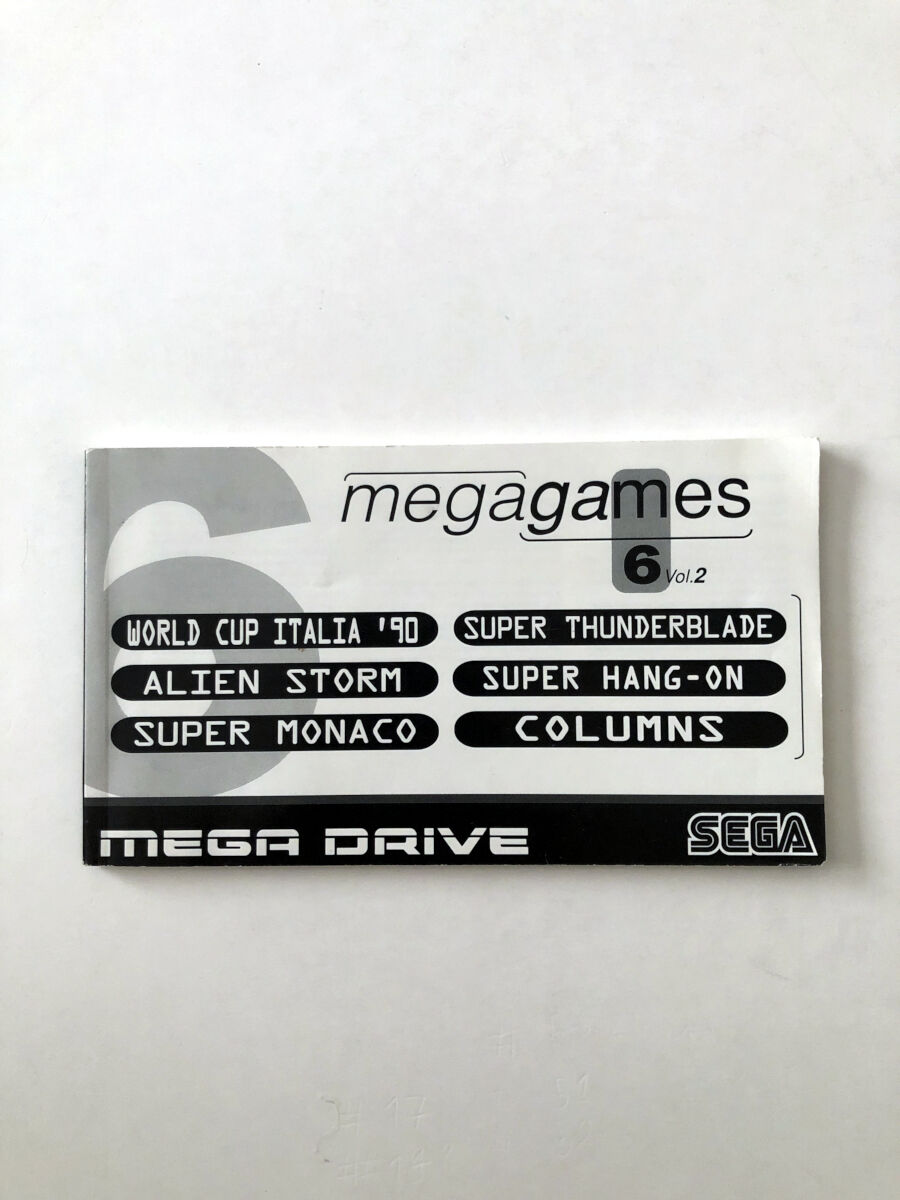 6
megagames
6 Vol.2
WORLD CUP ITALIA '90
ALIEN STORM
SUPER MONACO
SUPER THUNDERBLADE
SUPER HANG-ON
COLUMNS
MEGA DRIVE
SEGA